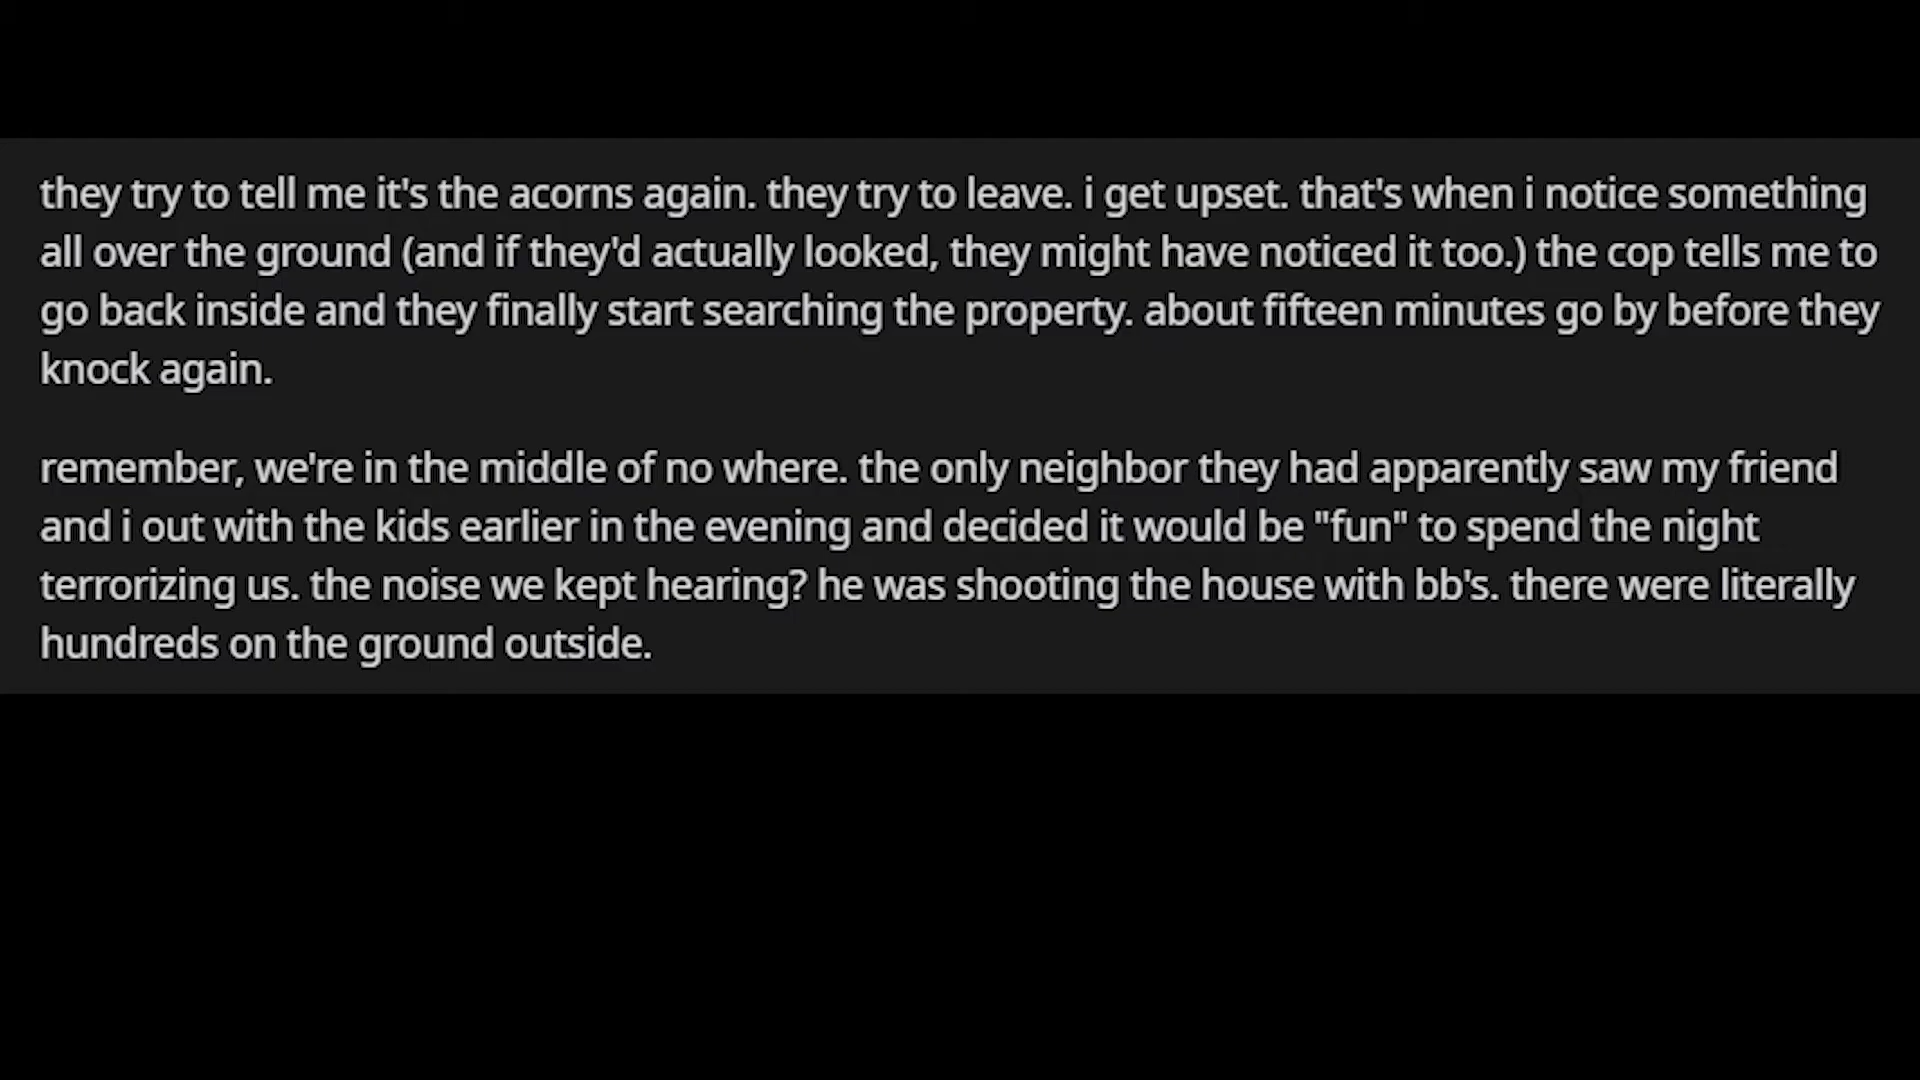 they try to tell me it's the acorns again. they try to leave. i get upset. that's when i notice something
all over the ground (and if they'd actually looked, they might have noticed it too.) the cop tells me to
go back inside and they finally start searching the property. about fifteen minutes go by before they
knock again.
remember, we're in the middle of no where. the only neighbor they had apparently saw my friend
and i out with the kids earlier in the evening and decided it would be "fun" to spend the night
terrorizing us. the noise we kept hearing? he was shooting the house with bb's. there were literally
hundreds on the ground outside.